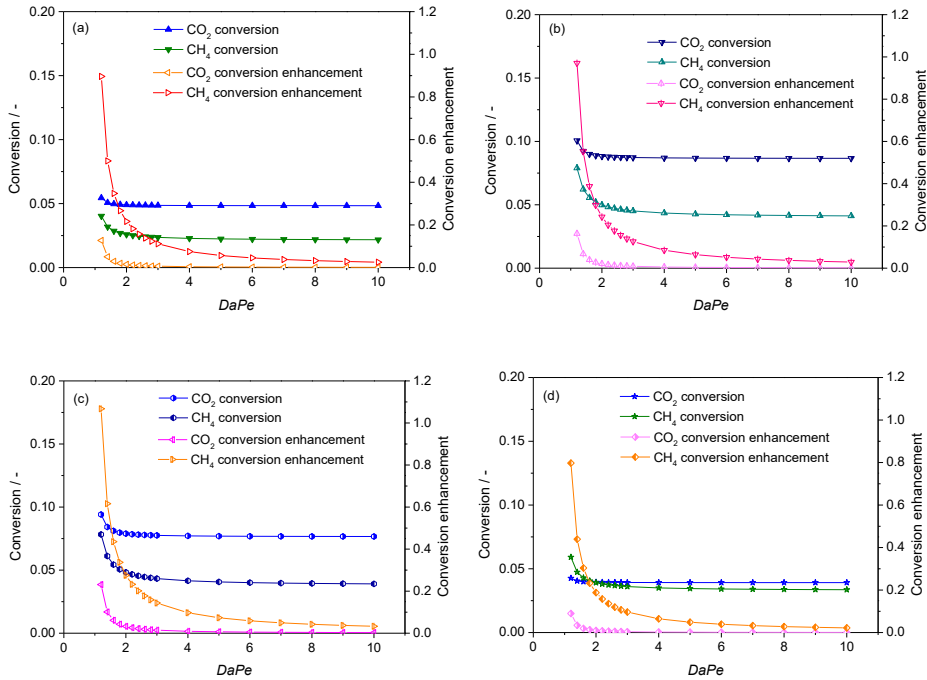 (a)
CO2 conversion
CH4 conversion
CO2 conversion enhancement
CH4 conversion enhancement
0.20
0.15
0.10
0.05
0.00
1.2
1.0
0.8
0.6
0.4
0.2
0.0
0 2 4 6 8 10
Conversion / -
Conversion enhancement
DaPe
(b)
CO2 conversion
CH4 conversion
CO2 conversion enhancement
CH4 conversion enhancement
0.20
0.15
0.10
0.05
0.00
1.2
1.0
0.8
0.6
0.4
0.2
0.0
0 2 4 6 8 10
Conversion / -
Conversion enhancement
DaPe
(c)
CO2 conversion
CH4 conversion
CO2 conversion enhancement
CH4 conversion enhancement
0.20
0.15
0.10
0.05
0.00
1.2
1.0
0.8
0.6
0.4
0.2
0.0
0 2 4 6 8 10
Conversion / -
Conversion enhancement
DaPe
(d)
CO2 conversion
CH4 conversion
CO2 conversion enhancement
CH4 conversion enhancement
0.20
0.15
0.10
0.05
0.00
1.2
1.0
0.8
0.6
0.4
0.2
0.0
0 2 4 6 8 10
Conversion / -
Conversion enhancement
DaPe